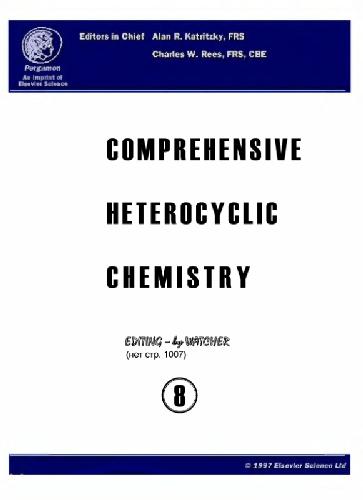 Editors in Chief Alan R. Katritzky, FRS
Charles W. Rees, FRS, CBE
Pergamon
An Imprint of
Elsevier Science
COMPREHENSIVE
HETEROCYCLIC
CHEMISTRY
EDITING - by WATCHER
(нет стр. 1007)
8
© 1997 Elsevier Science Ltd